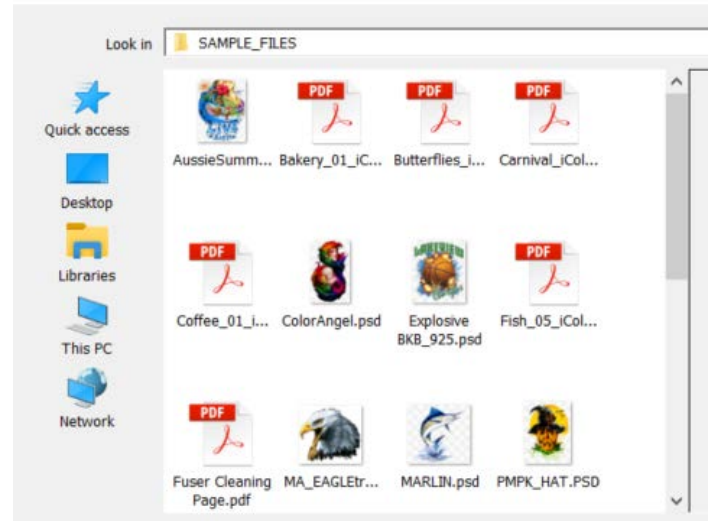 Look in
SAMPLE_FILES
Quick access
Desktop
Libraries
This PC
Network
PDF
PDF
PDF
AussieSumm...
Bakery_01_iC...
Butterflies_i...
Carnival_iCol...
PDF
PDF
Coffee_01_i...
ColorAngel.psd
Explosive
BKB_925.psd
Fish_05_iCol...
PDF
Fuser Cleaning
Page.pdf
MA_EAGLEtr...
MARLIN.psd
PMPK_HAT.PSD